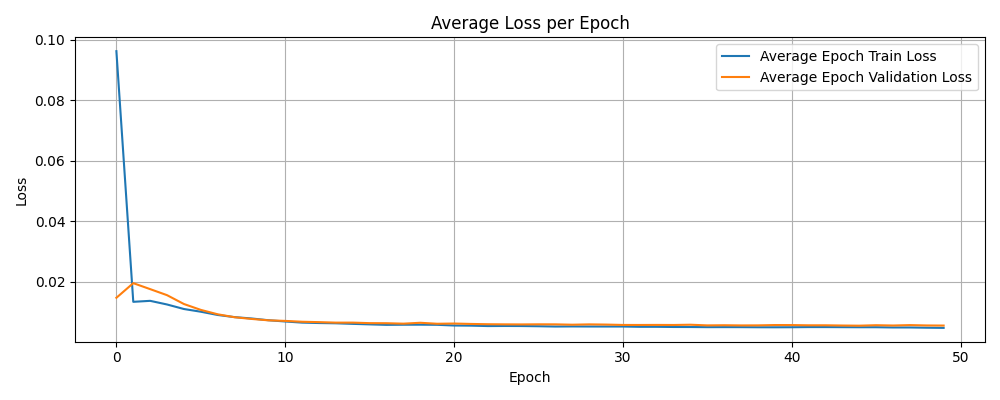 Average Loss per Epoch
Average Epoch Train Loss
Average Epoch Validation Loss
0.10
0.08
0.06
0.04
0.02
Loss
0
10
20
30
40
50
Epoch